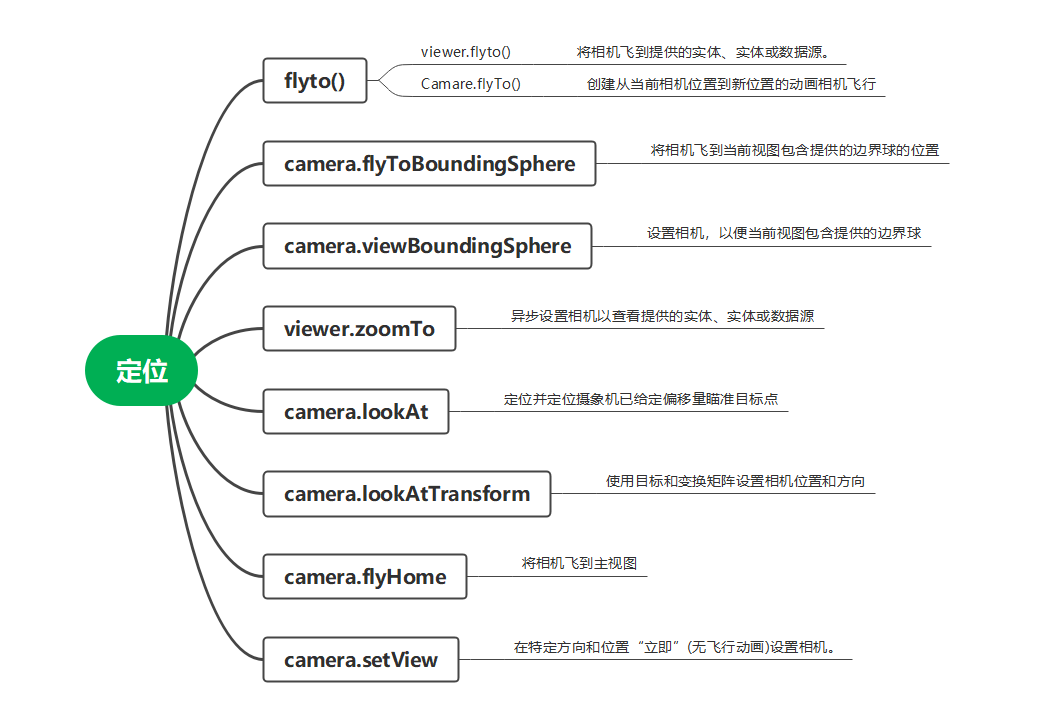 定位
flyto()
viewer.flyto() 将相机飞到提供的实体、实体或数据源。
Camare.flyTo() 创建从当前相机位置到新位置的动画相机飞行
camera.flyToBoundingSphere 将相机飞到当前视图包含提供的边界球的位置
camera.viewBoundingSphere 设置相机，以便当前视图包含提供的边界球
viewer.zoomTo 异步设置相机以查看提供的实体、实体或数据源
camera.lookAt 定位并定位摄象机已给定偏移量瞄准目标点
camera.lookAtTransform 使用目标和变换矩阵设置相机位置和方向
camera.flyHome 将相机飞到主视图
camera.setView 在特定方向和位置“立即”(无飞行动画)设置相机。